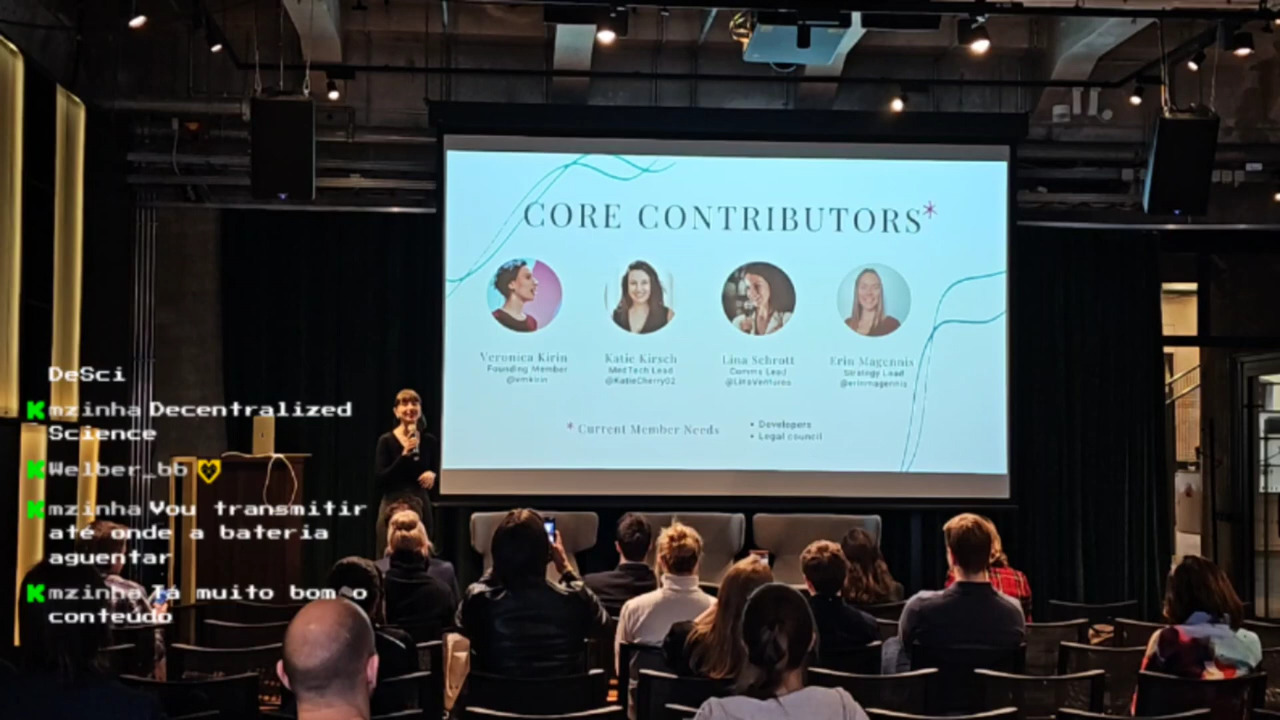 CORE CONTRIBUTORS*
Veronica Kirin
Founding Member
@vmkirin
Katie Kirsch
MedTech Lead
@KatieCherry02
Lina Schrott
Comms Lead
@LiraVentures
Erin Magennis
Strategy Lead
@erinmagennis
* Current Member Needs
• Developers
• Legal council
DeSci
mzinha Decentralized
Science
Welber_bb
mzinha Vou transmitir
até onde a bateria
aguentar
mzinha Tá muito bom o
conteúdo